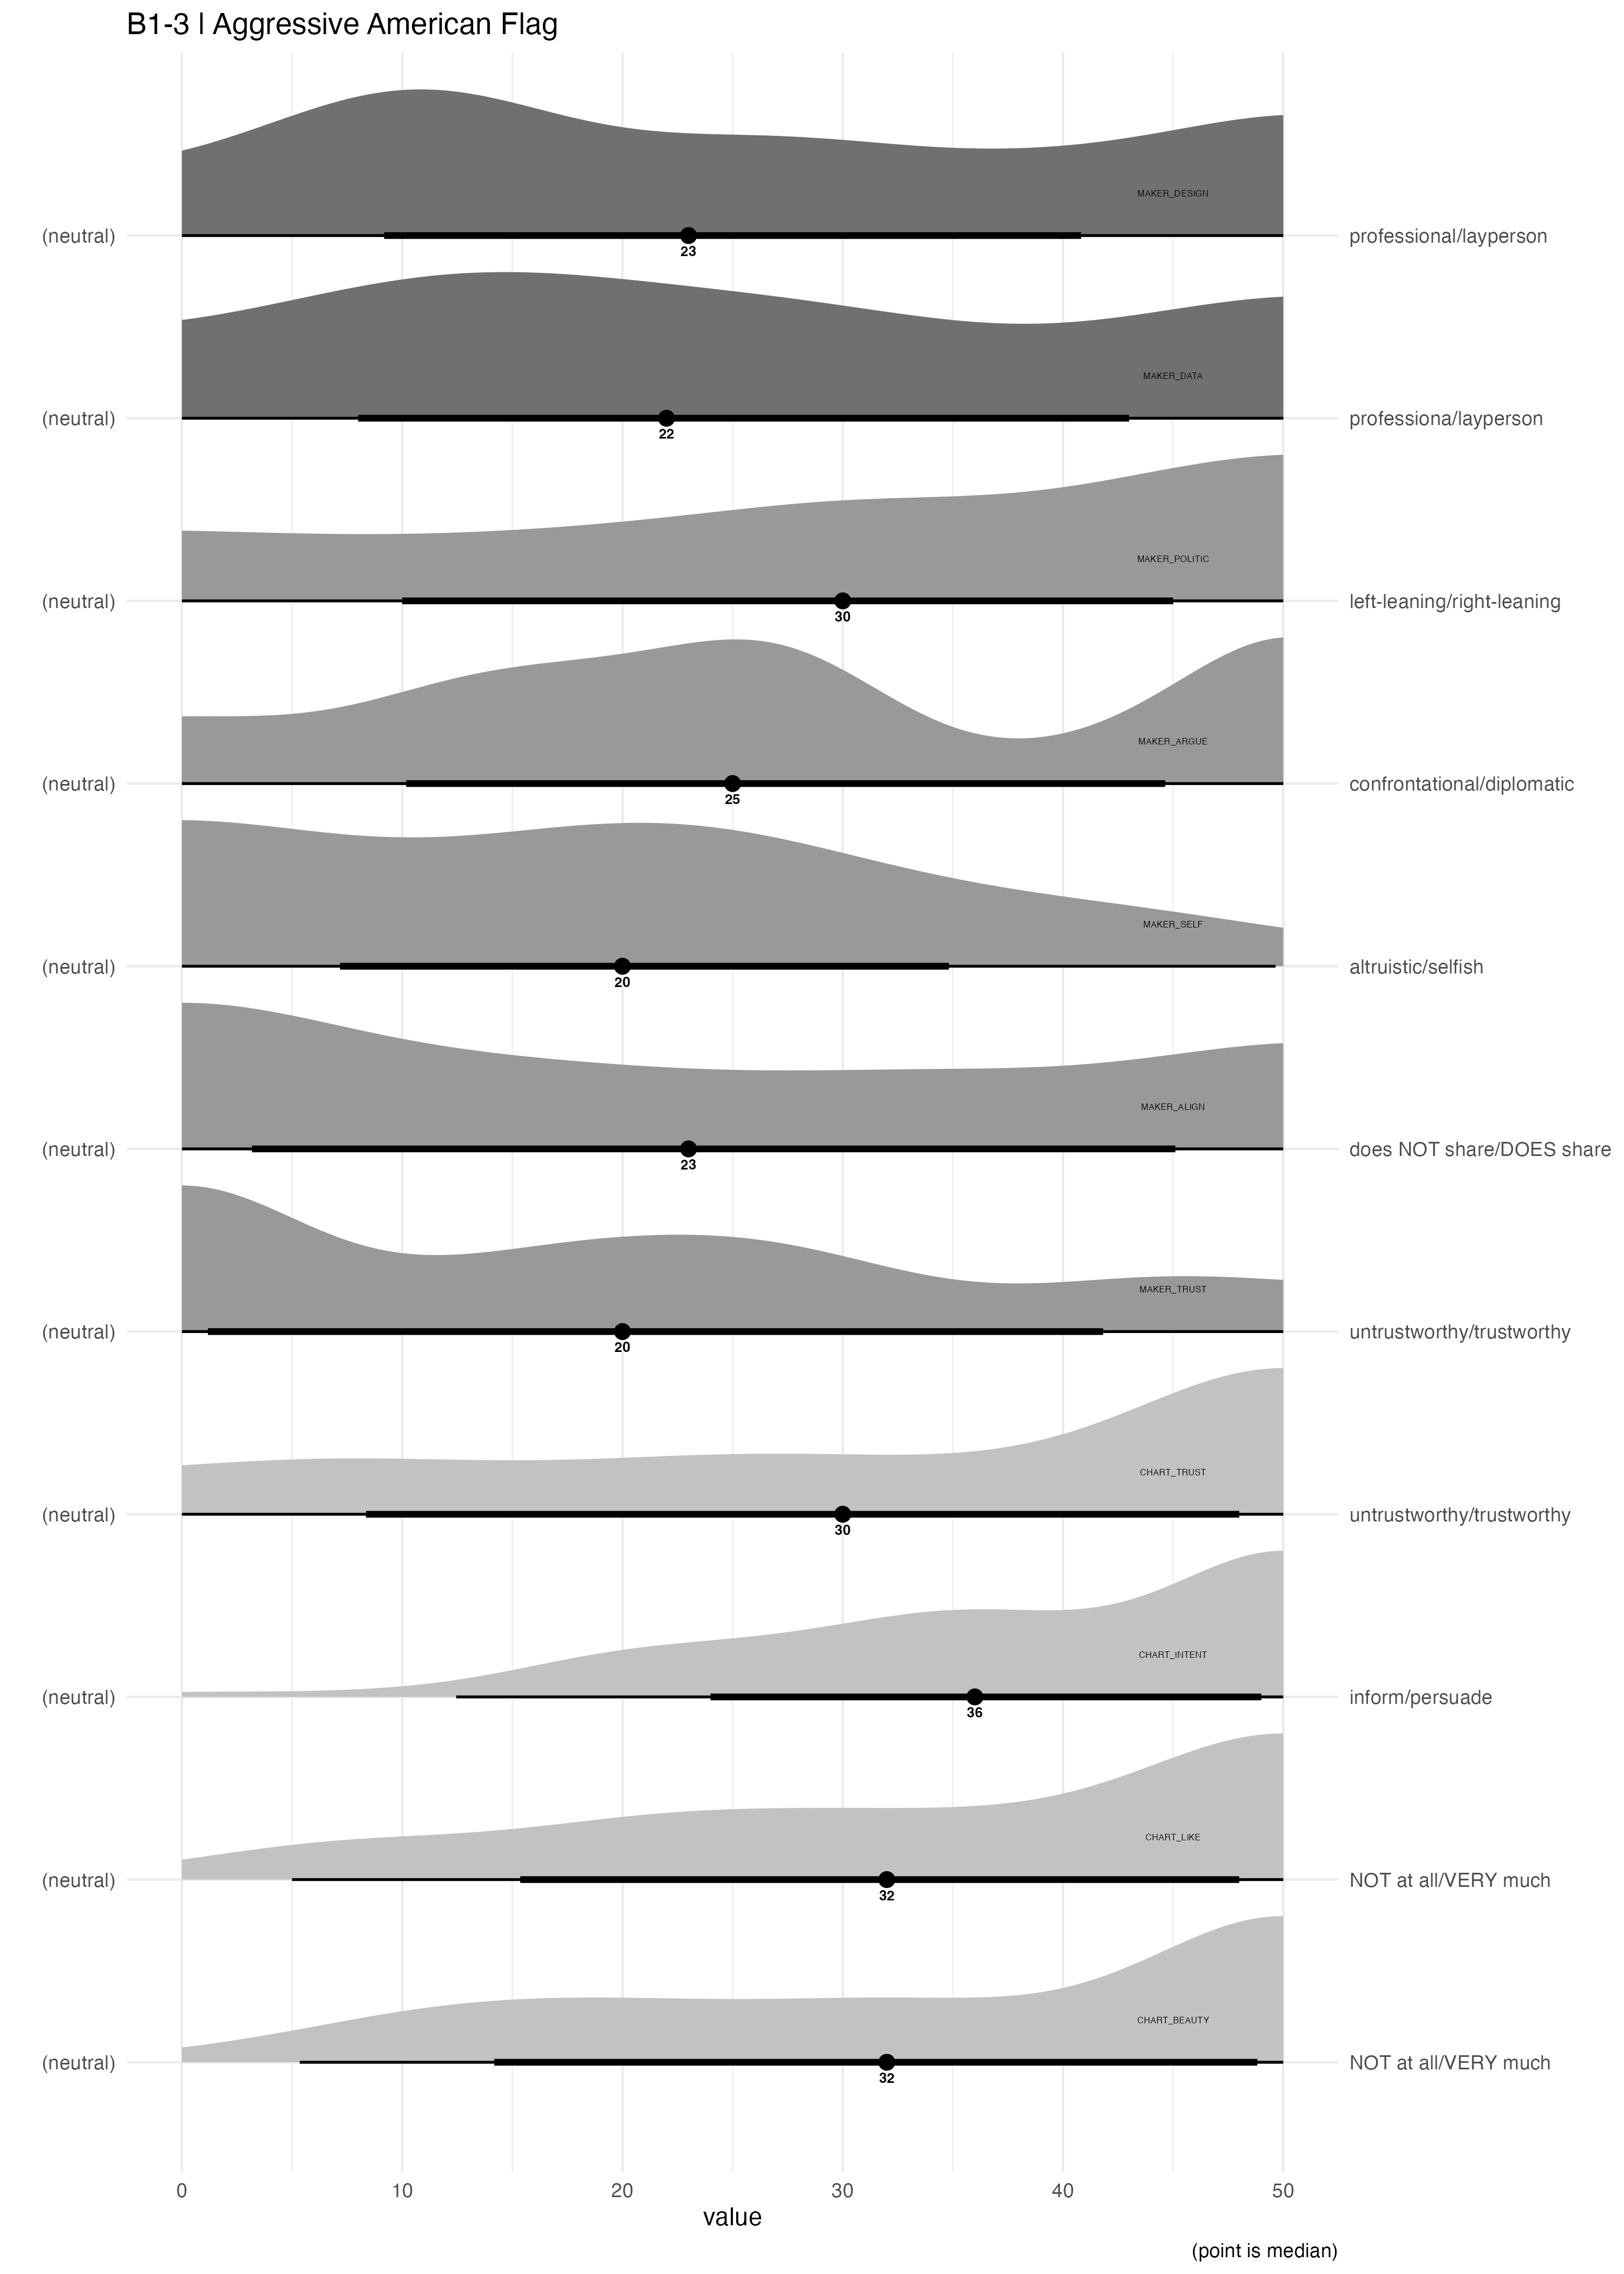 B1-3 | Aggressive American Flag
MAKER_DESIGN
(neutral) professional/layperson
23
MAKER_DATA
(neutral) professiona/layperson
22
MAKER_POLITIC
(neutral) left-leaning/right-leaning
30
MAKER_ARGUE
(neutral) confrontational/diplomatic
25
MAKER_SELF
(neutral) altruistic/selfish
20
MAKER_ALIGN
(neutral) does NOT share/DOES share
23
MAKER_TRUST
(neutral) untrustworthy/trustworthy
20
CHART_TRUST
(neutral) untrustworthy/trustworthy
30
CHART_INTENT
(neutral) inform/persuade
36
CHART_LIKE
(neutral) NOT at all/VERY much
32
CHART_BEAUTY
(neutral) NOT at all/VERY much
32
0 10 20 30 40 50
value
(point is median)